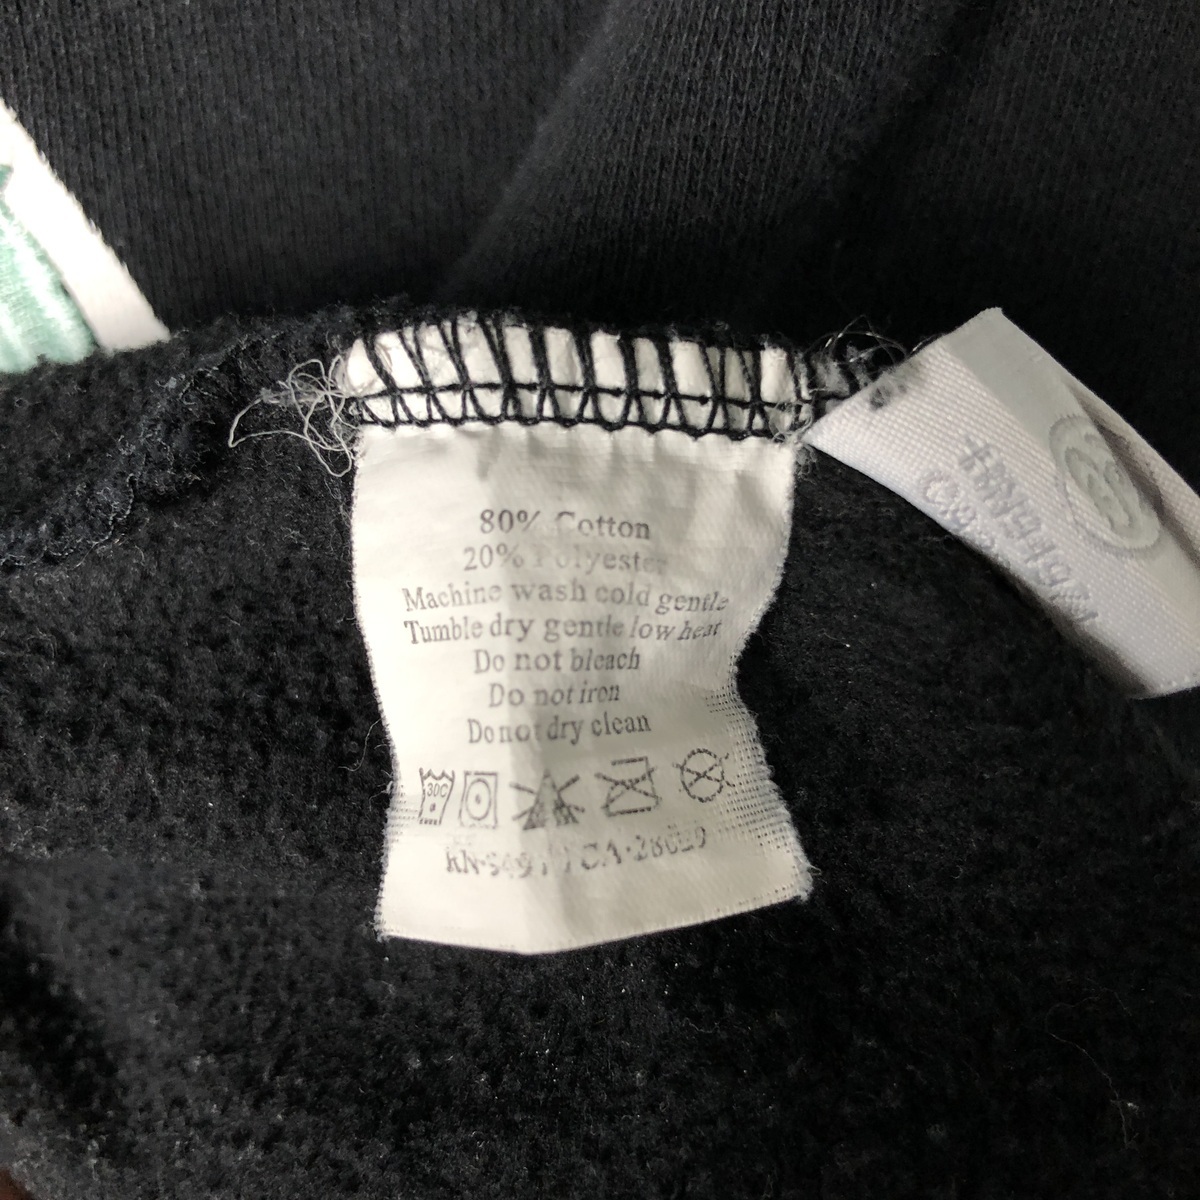 80% Cotton
20% Polyester
Machine wash cold gentle
Tumble dry gentle low heat
Do not bleach
Do not iron
Do not dry clean
30C